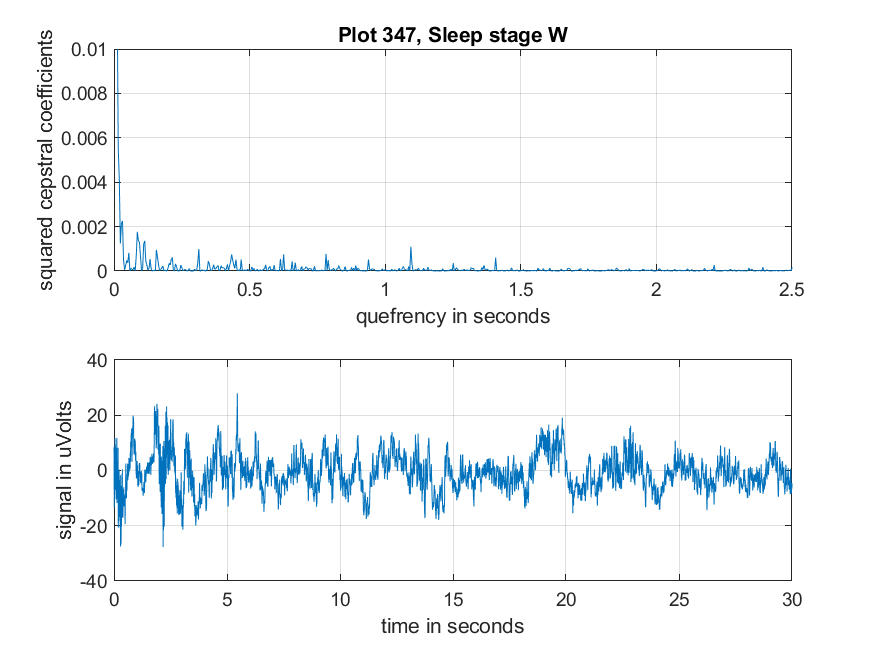 Plot 347, Sleep stage W
squared cepstral coefficients
0.01
0.008
0.006
0.004
0.002
0
0 0.5 1 1.5 2 2.5
quefrency in seconds
signal in uVolts
40
20
0
-20
-40
0 5 10 15 20 25 30
time in seconds